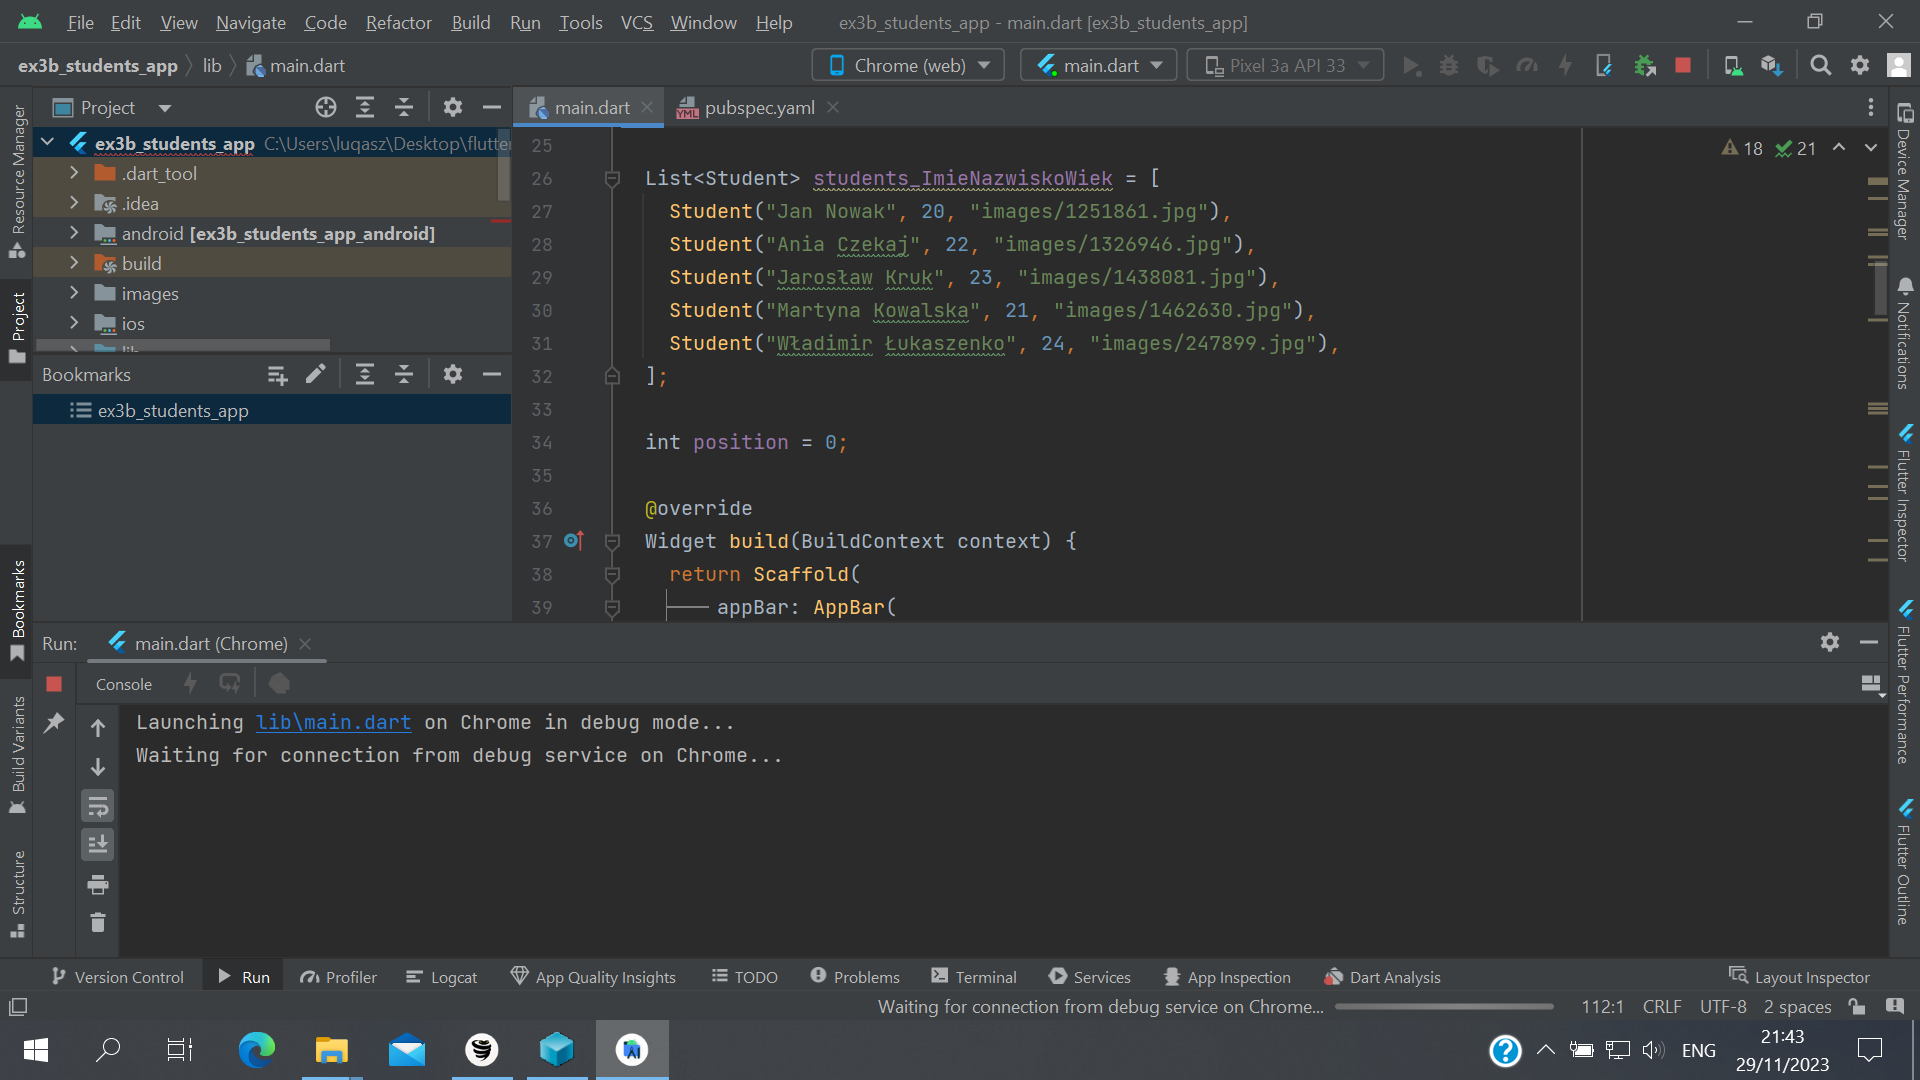 File Edit View Navigate Code Refactor Build Run Tools VCS Window Help ex3b_students_app - main.dart [ex3b_students_app]
ex3b_students_app lib main.dart Chrome (web) main.dart Pixel 3a API 33
Project
main.dart pubspec.yaml
ex3b_students_app C:\Users\luqasz\Desktop\flutter
.dart_tool
.idea
android [ex3b_students_app_android]
build
images
ios
Bookmarks
ex3b_students_app
18 21
25
26 List<Student> students_ImieNazwiskoWiek = [
27 Student("Jan Nowak", 20, "images/1251861.jpg"),
28 Student("Ania Czekaj", 22, "images/1326946.jpg"),
29 Student("Jarosław Kruk", 23, "images/1438081.jpg"),
30 Student("Martyna Kowalska", 21, "images/1462630.jpg"),
31 Student("Władimir Łukaszenko", 24, "images/247899.jpg"),
32 ];
33
34 int position = 0;
35
36 @override
37 Widget build(BuildContext context) {
38 return Scaffold(
39 appBar: AppBar(
Resource Manager
Project
Bookmarks
Build Variants
Structure
Device Manager
Notifications
Flutter Inspector
Flutter Performance
Flutter Outline
Run: main.dart (Chrome)
Console
Launching lib\main.dart on Chrome in debug mode...
Waiting for connection from debug service on Chrome...
Version Control Run Profiler Logcat App Quality Insights TODO Problems Terminal Services App Inspection Dart Analysis Layout Inspector
Waiting for connection from debug service on Chrome... 112:1 CRLF UTF-8 2 spaces
ENG
21:43
29/11/2023